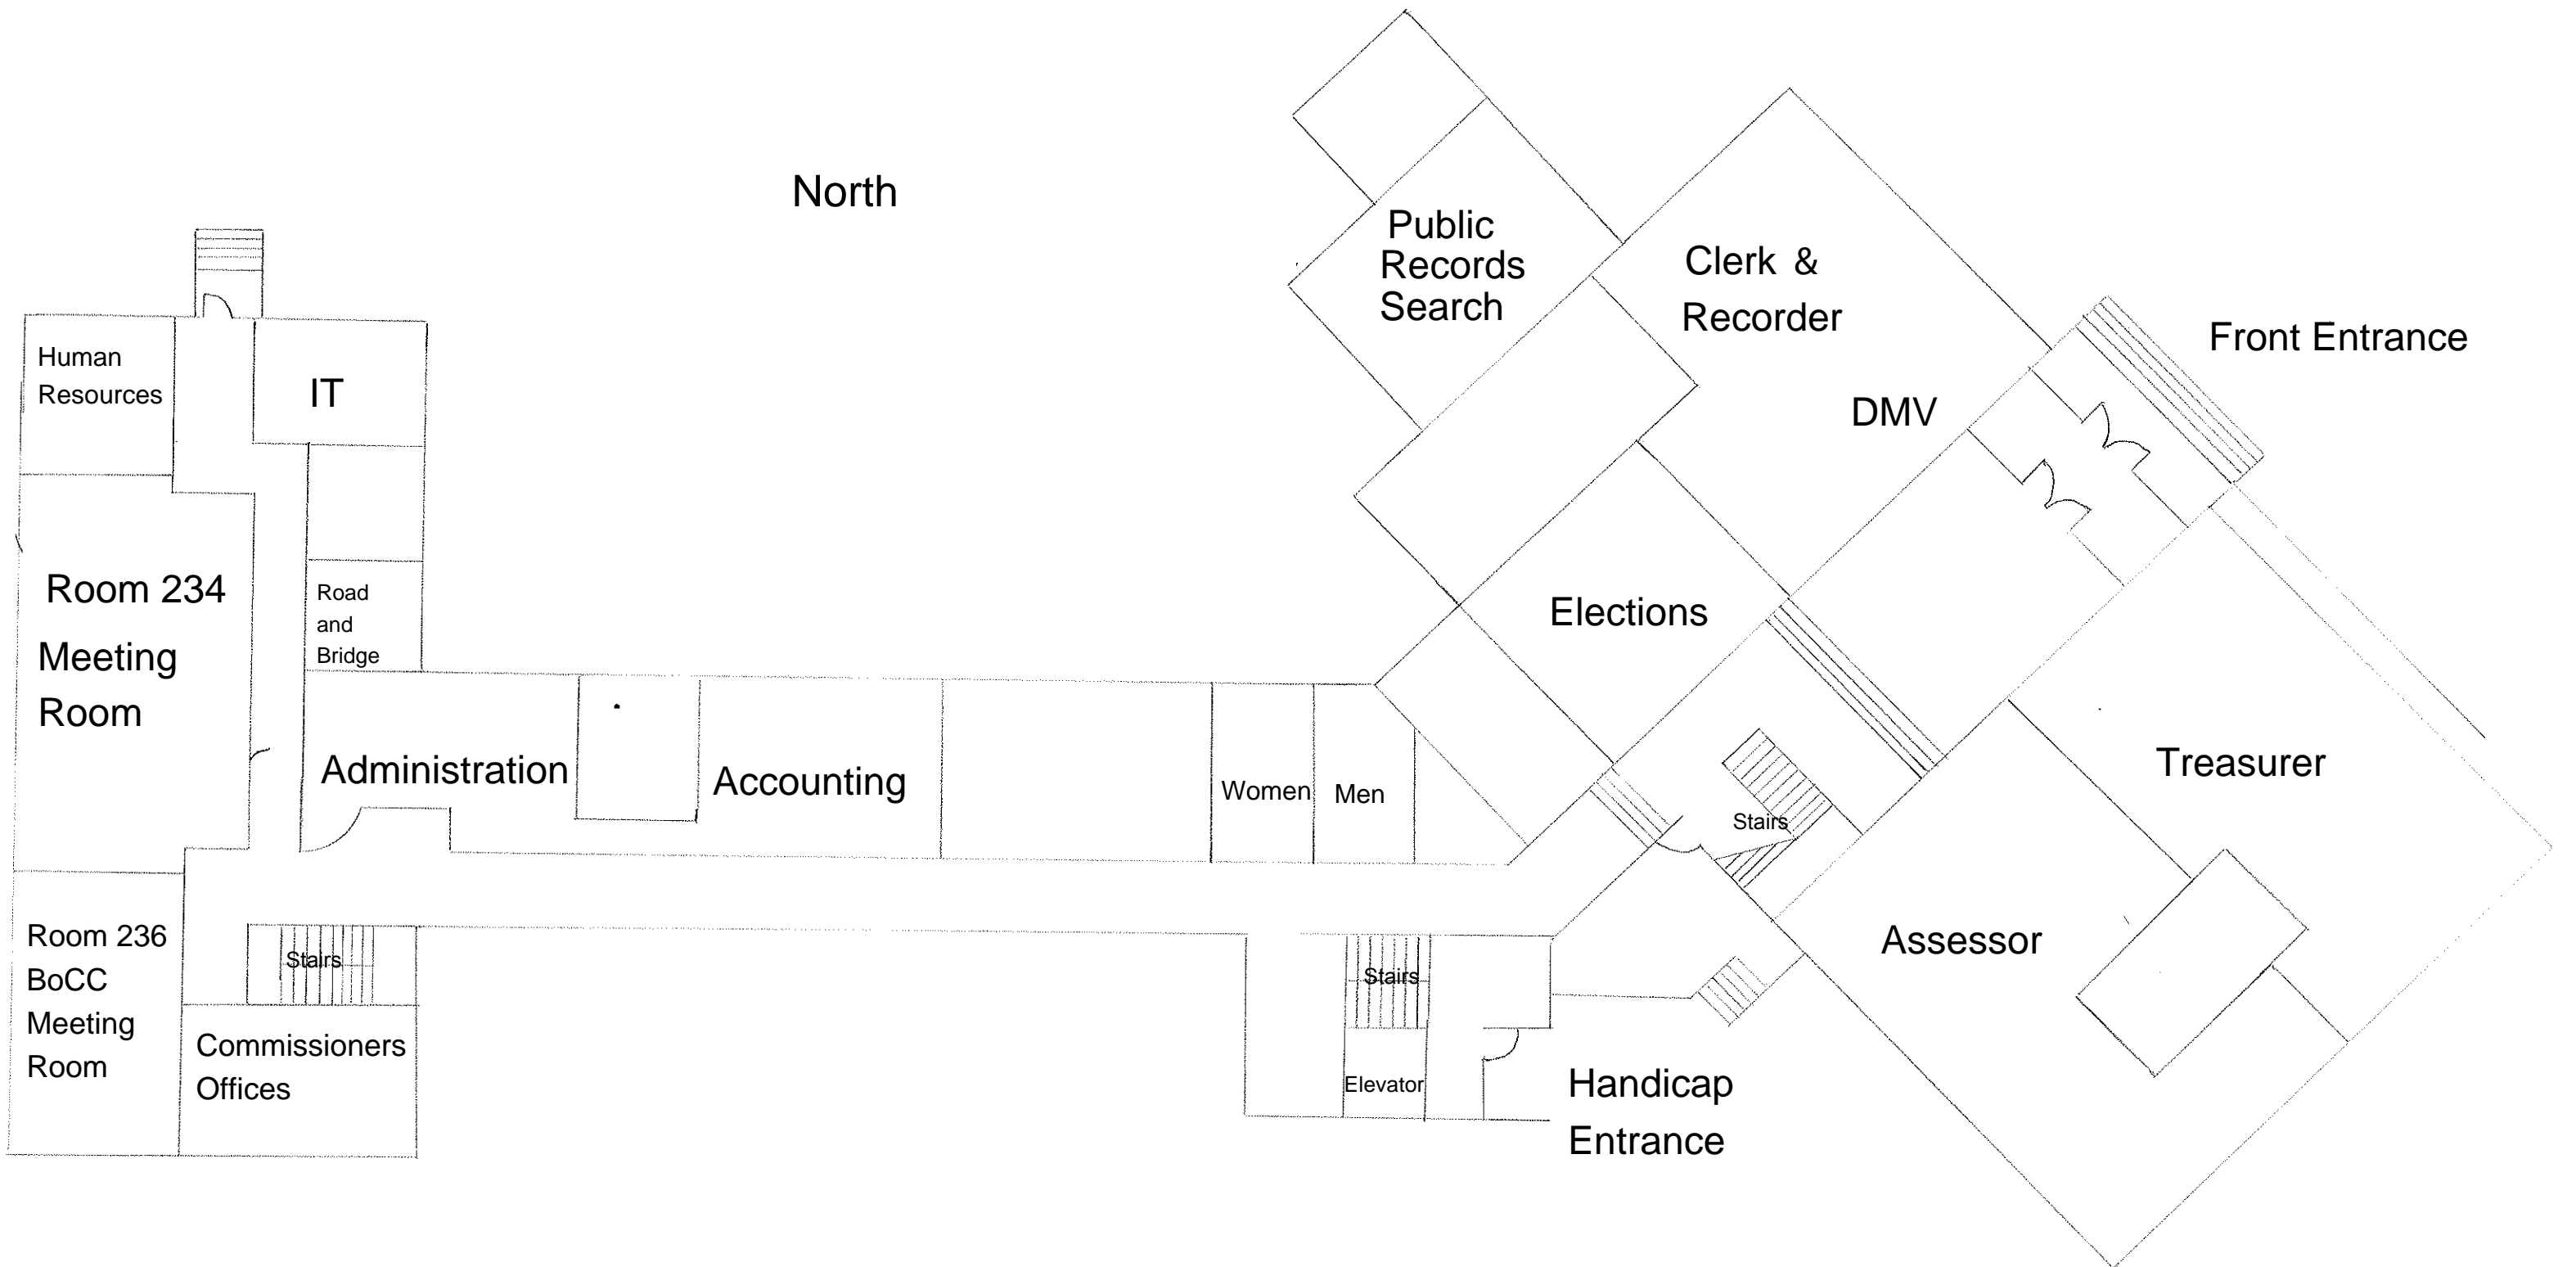 North
Public
Records
Search
Clerk &
Recorder
Front Entrance
DMV
Human
Resources
IT
Room 234
Meeting
Room
Road
and
Bridge
Elections
Administration
Accounting
Women
Men
Stairs
Treasurer
Room 236
BoCC
Meeting
Room
Stairs
Commissioners
Offices
Stairs
Elevator
Assessor
Handicap
Entrance